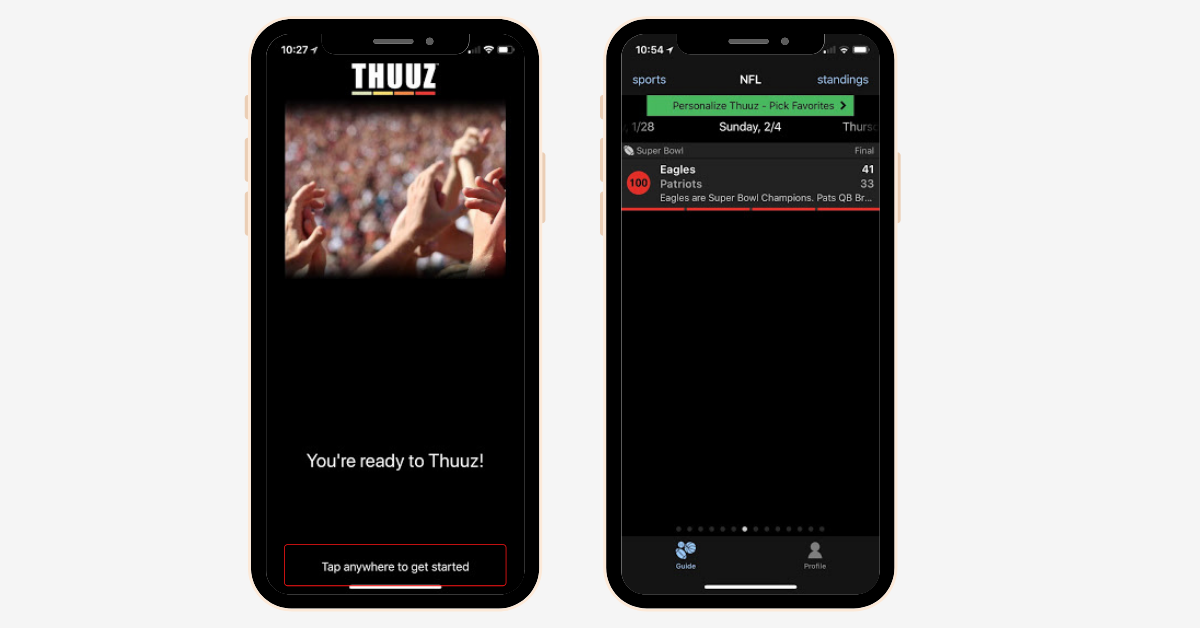 10:27
THUUZ
You're ready to Thuuz!
Tap anywhere to get started
10:54
sports NFL standings
Personalize Thuuz - Pick Favorites
1/28 Sunday, 2/4 Thurs
Super Bowl Final
Eagles 41
100
Patriots 33
Eagles are Super Bowl Champions. Pats QB Br...
Guide Profile